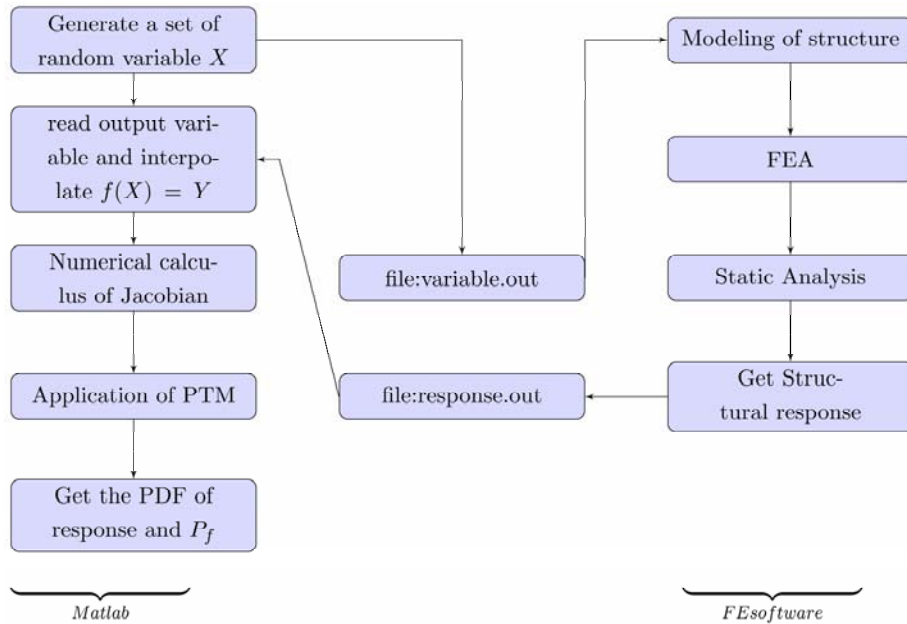 Generate a set of
random variable X
read output vari-
able and interpo-
late f(X) = Y
Numerical calcu-
lus of Jacobian
Application of PTM
Get the PDF of
response and P_f
Matlab
file:variable.out
file:response.out
Modeling of structure
FEA
Static Analysis
Get Struc-
tural response
FEsoftware